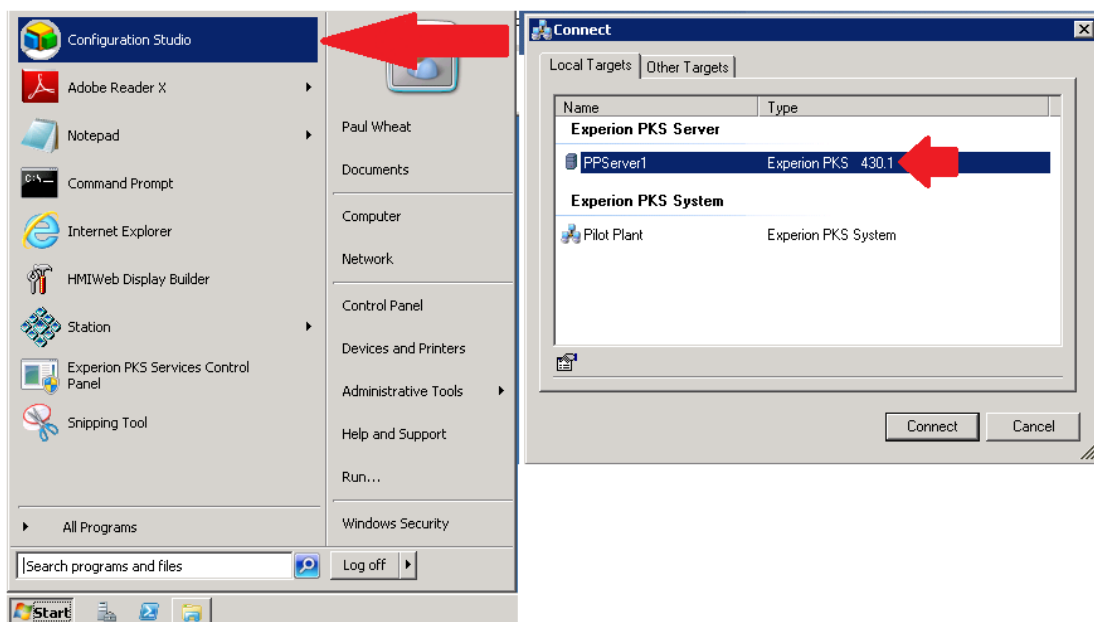 Configuration Studio
Adobe Reader X
Notepad
C:\_
Command Prompt
Internet Explorer
HMIWeb Display Builder
Station
Experion PKS Services Control
Panel
Snipping Tool
All Programs
Search programs and files
Paul Wheat
Documents
Computer
Network
Control Panel
Devices and Printers
Administrative Tools
Help and Support
Run...
Windows Security
Log off
Start
Connect
Local Targets Other Targets
Name Type
Experion PKS Server
PPServer1 Experion PKS 430.1
Experion PKS System
Pilot Plant Experion PKS System
Connect Cancel